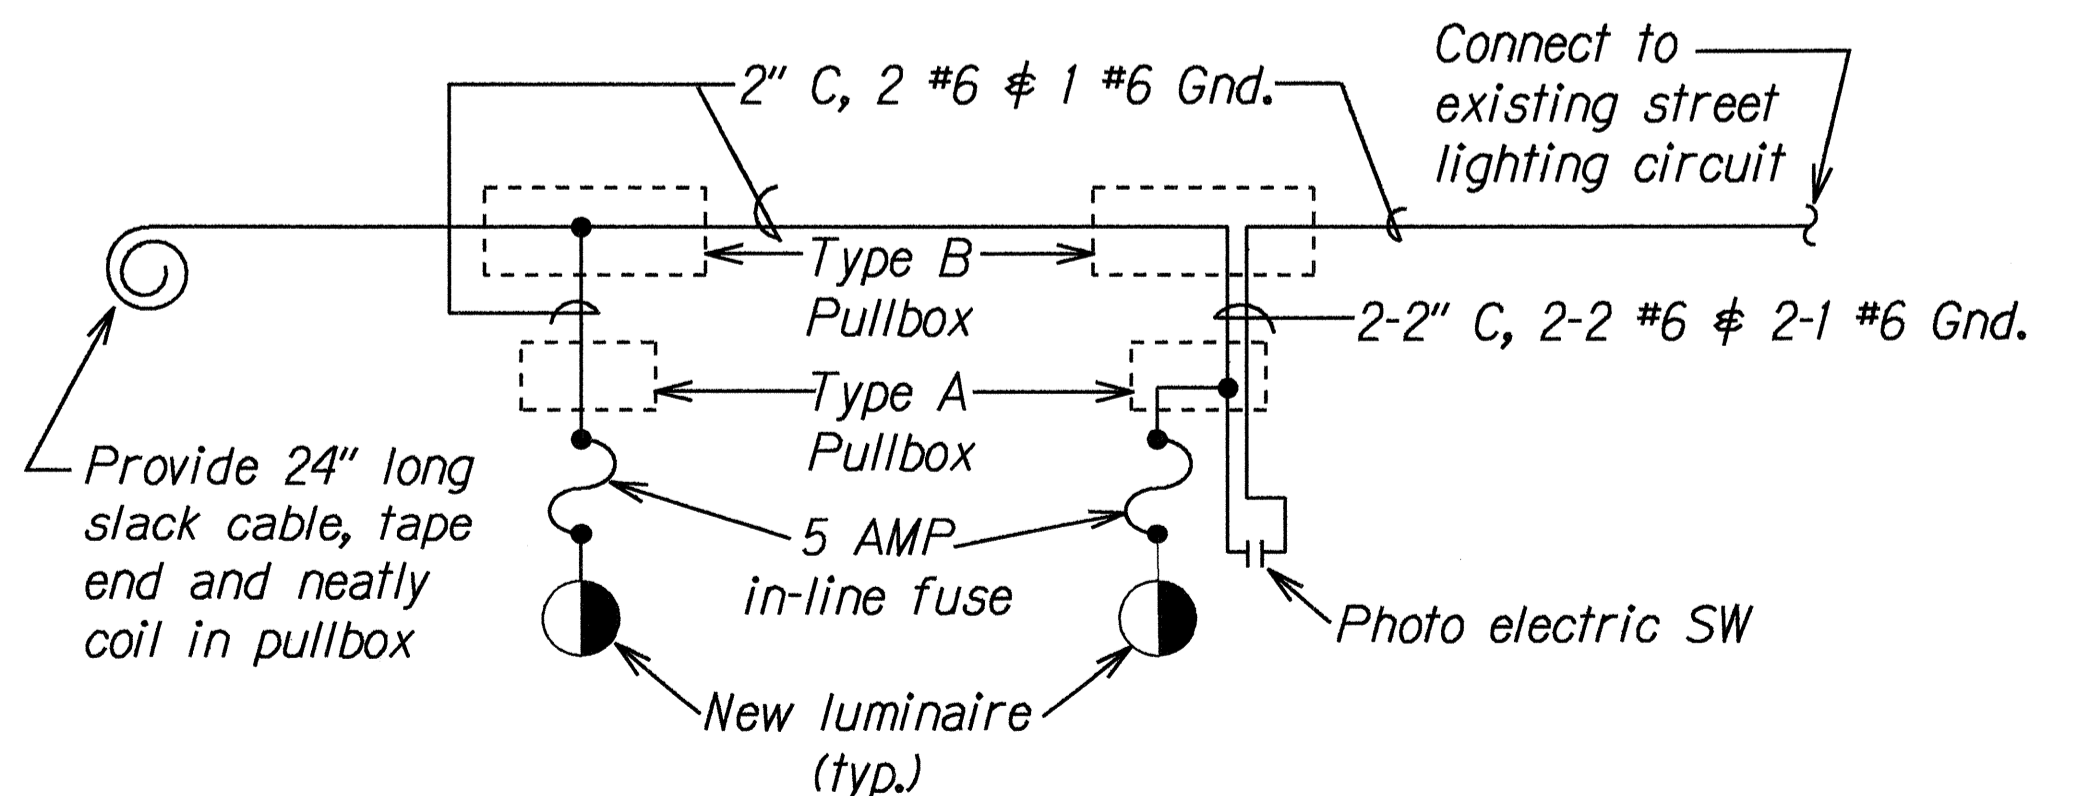 2" C, 2 #6 & 1 #6 Gnd.
Connect to
existing street
lighting circuit
Type B
Pullbox
2-2" C, 2-2 #6 & 2-1 #6 Gnd.
Type A
Pullbox
Provide 24" long
slack cable, tape
end and neatly
coil in pullbox
5 AMP
in-line fuse
Photo electric SW
New luminaire
(typ.)